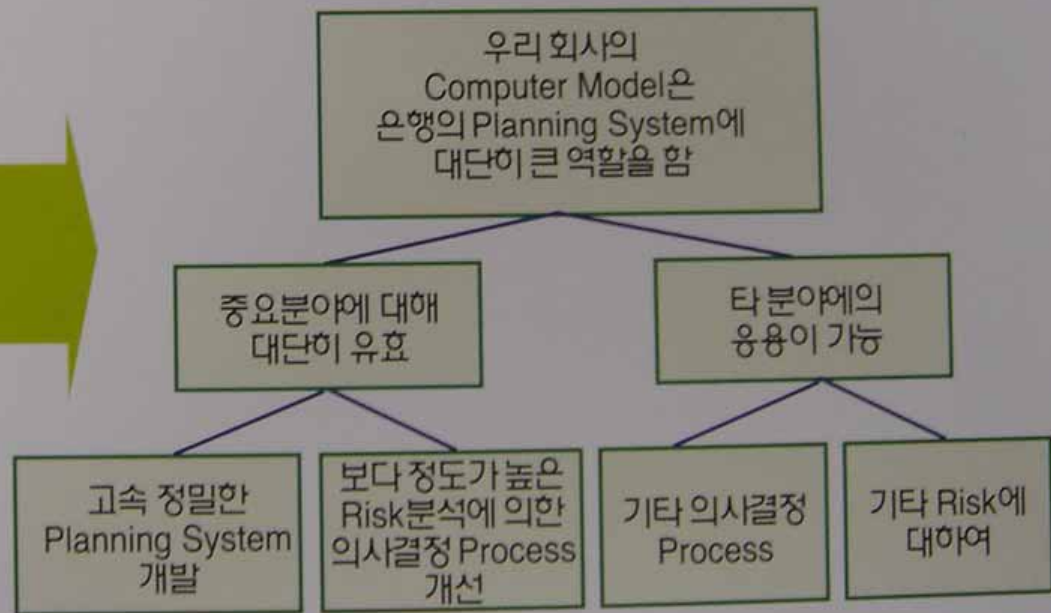 우리 회사의
Computer Model은
은행의 Planning System에
대단히 큰 역할을 함
중요분야에 대해
대단히 유효
타 분야에의
응용이 가능
고속 정밀한
Planning System
개발
보다 정도가 높은
Risk분석에 의한
의사결정 Process
개선
기타 의사결정
Process
기타 Risk에
대하여